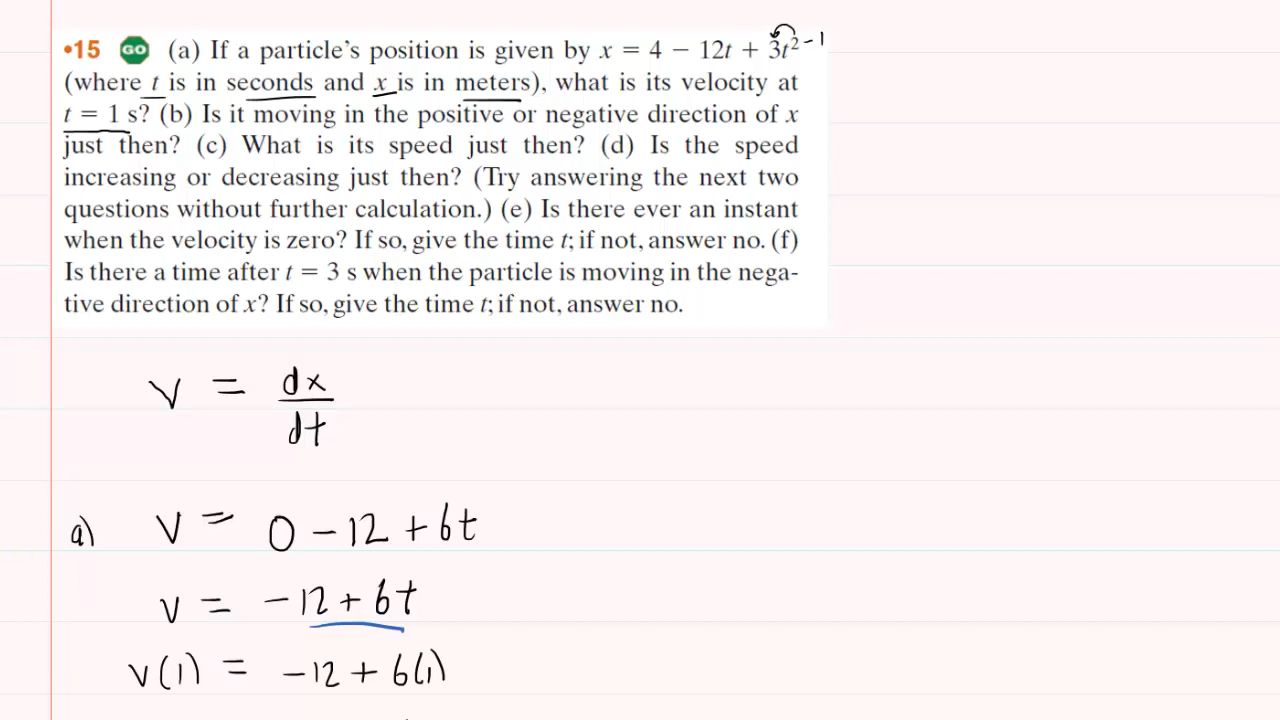 •15 GO (a) If a particle's position is given by x = 4 − 12t + 3t² -1
(where t is in seconds and x is in meters), what is its velocity at
t = 1 s? (b) Is it moving in the positive or negative direction of x
just then? (c) What is its speed just then? (d) Is the speed
increasing or decreasing just then? (Try answering the next two
questions without further calculation.) (e) Is there ever an instant
when the velocity is zero? If so, give the time t; if not, answer no. (f)
Is there a time after t = 3 s when the particle is moving in the nega-
tive direction of x? If so, give the time t; if not, answer no.
V = dx/dt
a) V = 0 − 12 + 6t
V = −12 + 6t
V(1) = −12 + 6(1)